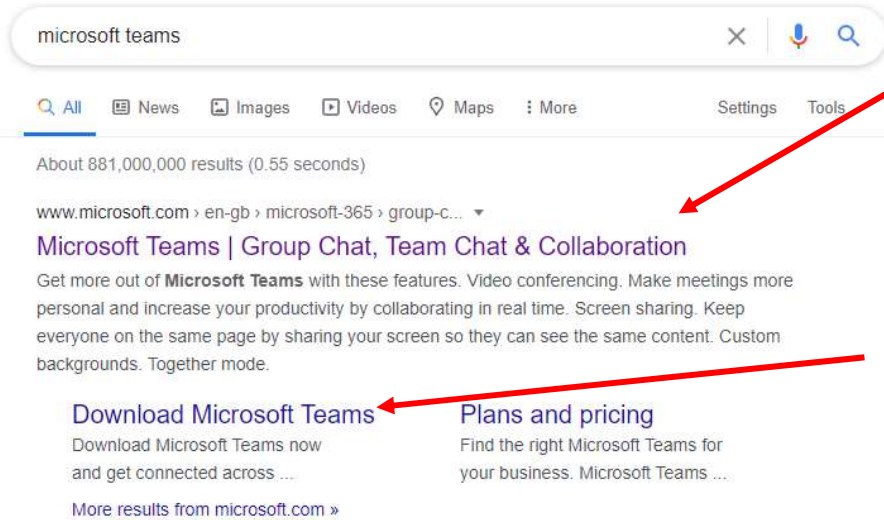 microsoft teams
All News Images Videos Maps More Settings Tools
About 881,000,000 results (0.55 seconds)
www.microsoft.com › en-gb › microsoft-365 › group-c...
Microsoft Teams | Group Chat, Team Chat & Collaboration
Get more out of Microsoft Teams with these features. Video conferencing. Make meetings more
personal and increase your productivity by collaborating in real time. Screen sharing. Keep
everyone on the same page by sharing your screen so they can see the same content. Custom
backgrounds. Together mode.
Download Microsoft Teams
Download Microsoft Teams now
and get connected across ...
Plans and pricing
Find the right Microsoft Teams for
your business. Microsoft Teams ...
More results from microsoft.com »